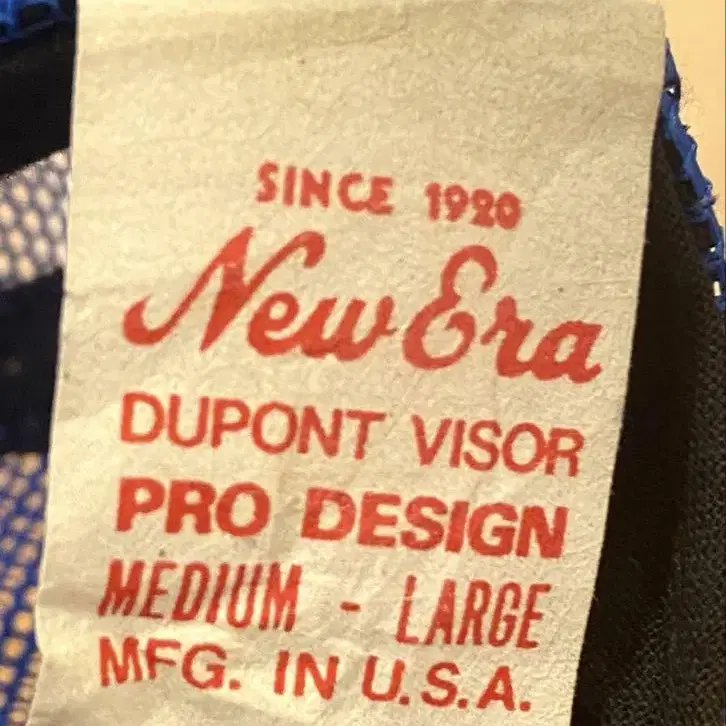 SINCE 1920
New Era
DUPONT VISOR
PRO DESIGN
MEDIUM - LARGE
MFG. IN U.S.A.